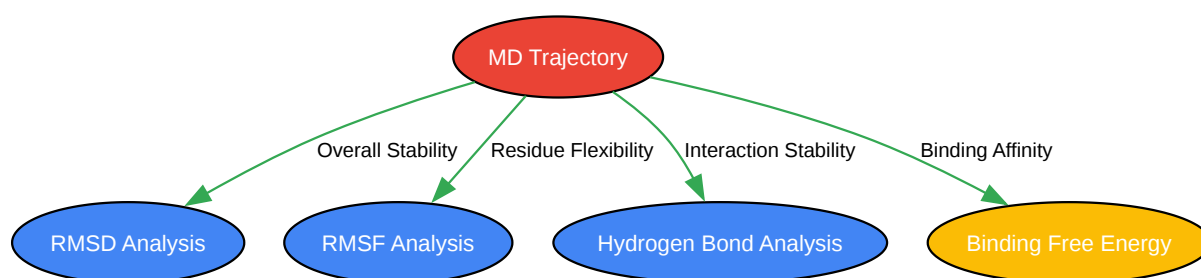 MD Trajectory
Overall Stability
Residue Flexibility
Interaction Stability
Binding Affinity
RMSD Analysis
RMSF Analysis
Hydrogen Bond Analysis
Binding Free Energy